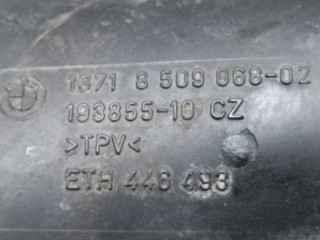 1371 8 509 068-02
193855-10 CZ
>TPV<
ETH 446 493